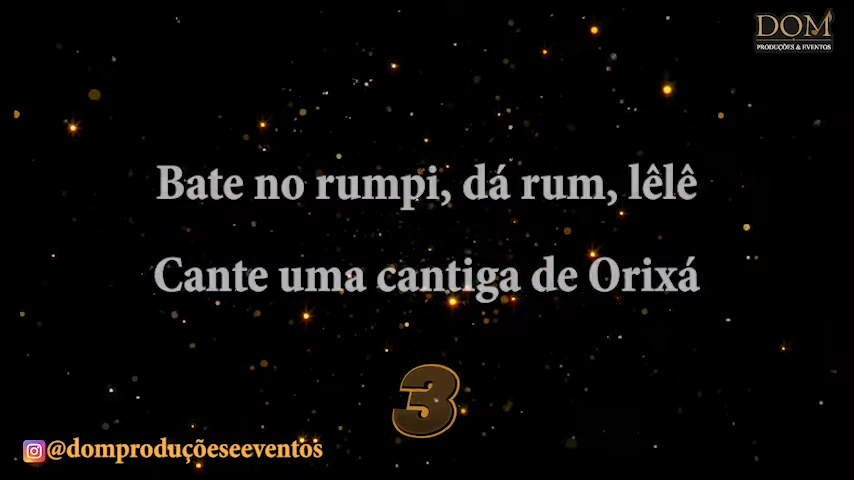 DOM
PRODUÇÕES & EVENTOS
Bate no rumpi, dá rum, lêlê
Cante uma cantiga de Orixá
3
@domproduçõeseeventos